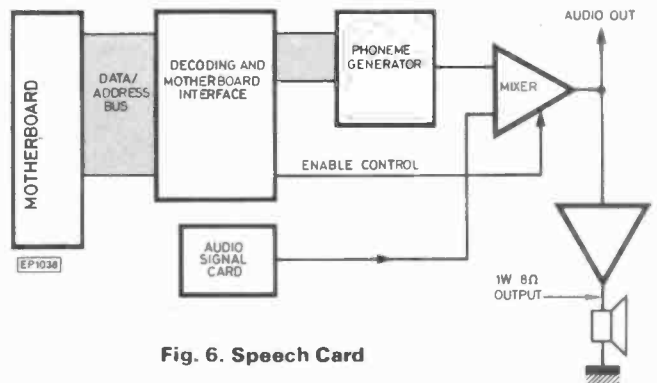 AUDIO OUT
MOTHERBOARD
DATA/
ADDRESS
BUS
DECODING AND
MOTHERBOARD
INTERFACE
PHONEME
GENERATOR
MIXER
ENABLE CONTROL
AUDIO
SIGNAL
CARD
EP1038
1W 8Ω
OUTPUT
Fig. 6. Speech Card